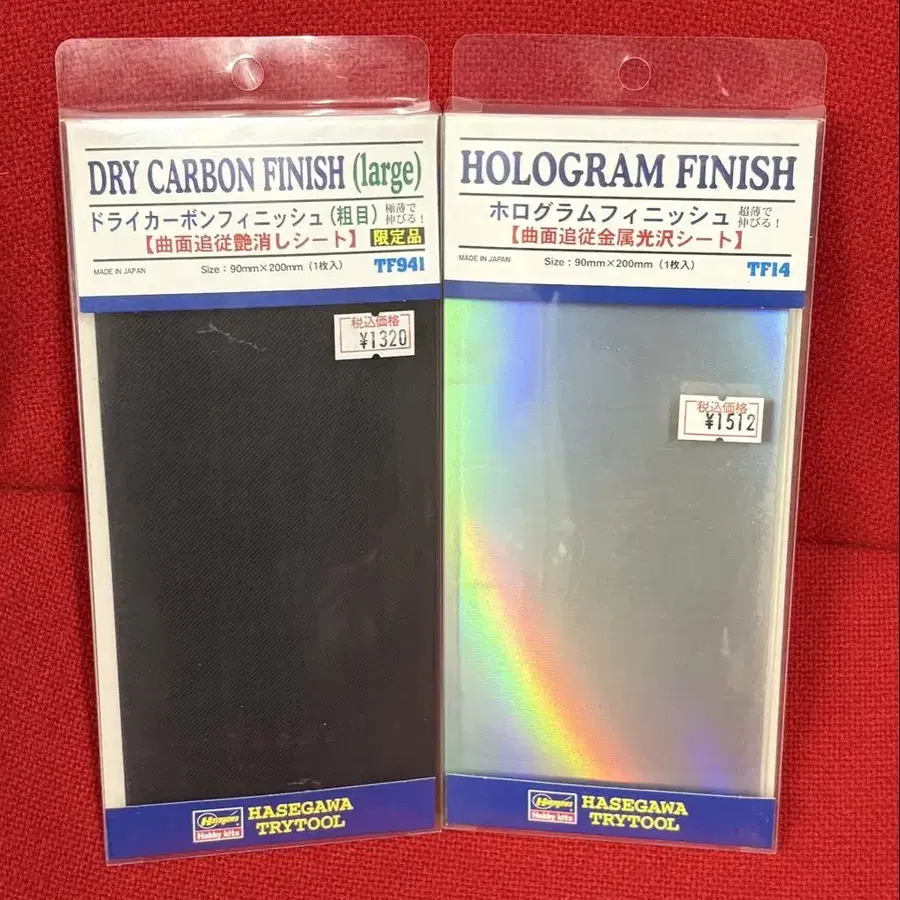 DRY CARBON FINISH (large)
ドライカーボンフィニッシュ(粗目) 極薄で伸びる!
【曲面追従艶消しシート】 限定品
MADE IN JAPAN Size:90mm×200mm(1枚入) TF941
税込価格
¥1320
Hasegawa
Hobby kits
HASEGAWA
TRYTOOL
HOLOGRAM FINISH
ホログラムフィニッシュ 超薄で伸びる!
【曲面追従金属光沢シート】
MADE IN JAPAN Size:90mm×200mm(1枚入) TF14
税込価格
¥1512
Hasegawa
Hobby kits
HASEGAWA
TRYTOOL